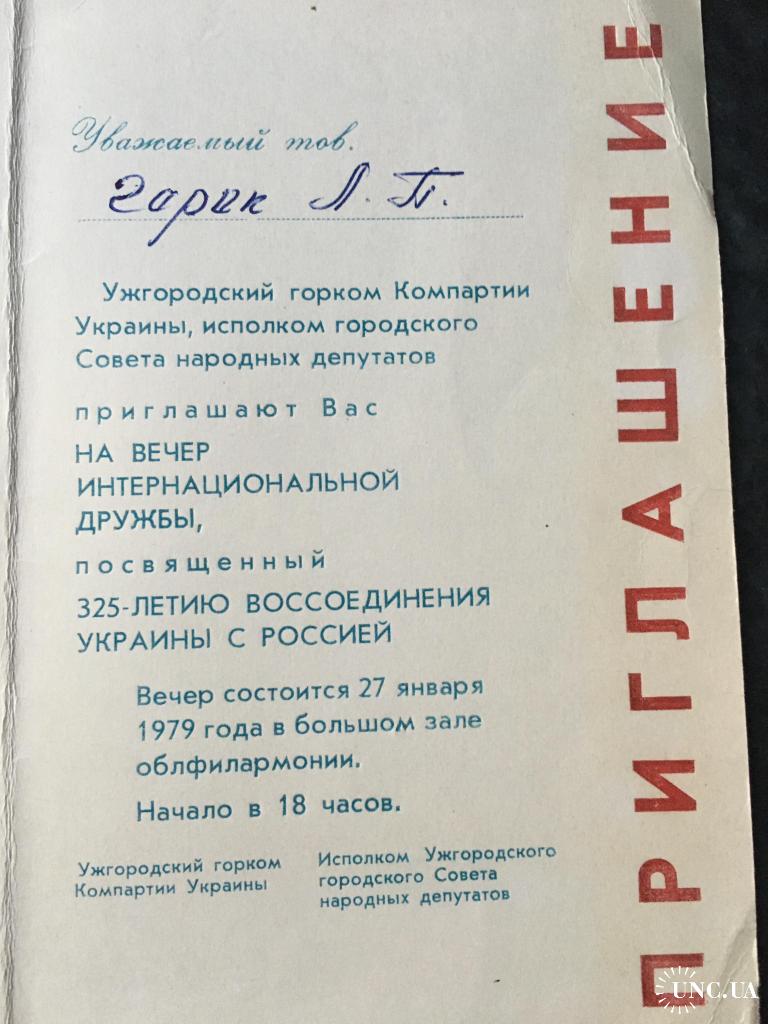 Уважаемый тов.
Гарак Л. П.
Ужгородский горком Компартии
Украины, исполком городского
Совета народных депутатов
приглашают Вас
НА ВЕЧЕР
ИНТЕРНАЦИОНАЛЬНОЙ
ДРУЖБЫ,
посвященный
325-ЛЕТИЮ ВОССОЕДИНЕНИЯ
УКРАИНЫ С РОССИЕЙ
Вечер состоится 27 января
1979 года в большом зале
облфилармонии.
Начало в 18 часов.
Ужгородский горком
Компартии Украины
Исполком Ужгородского
городского Совета
народных депутатов
ПРИГЛАШЕНИЕ
UNC.UA